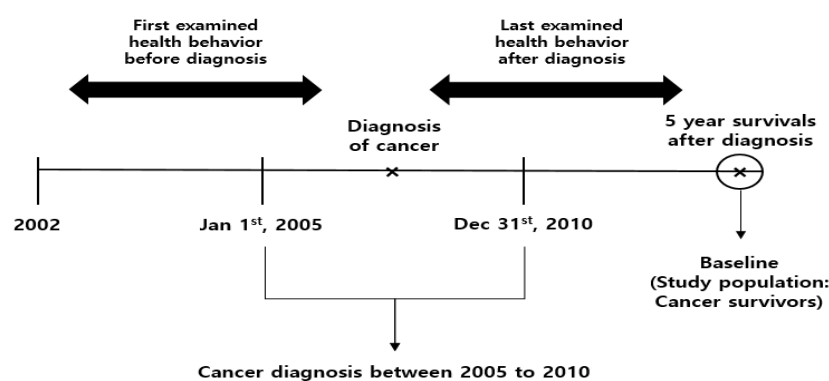 First examined
health behavior
before diagnosis
Last examined
health behavior
after diagnosis
Diagnosis
of cancer
5 year survivals
after diagnosis
2002
Jan 1st, 2005
Dec 31st, 2010
Baseline
(Study population:
Cancer survivors)
Cancer diagnosis between 2005 to 2010